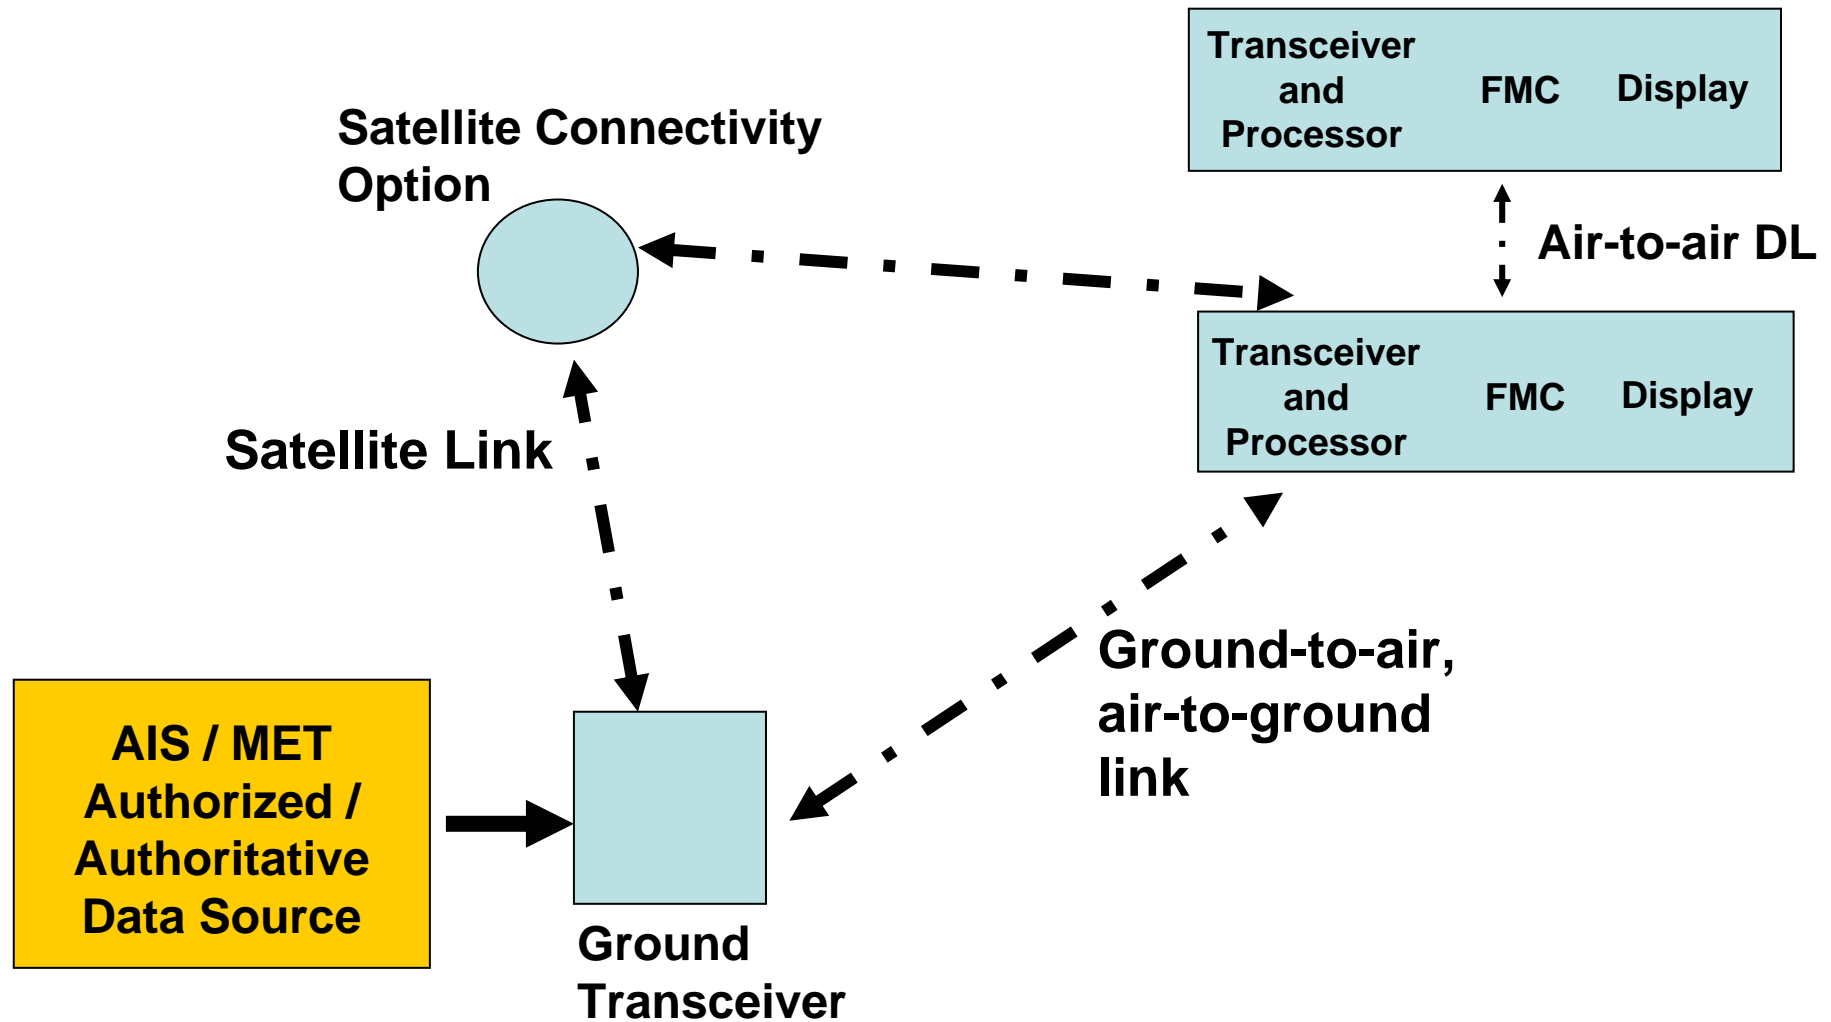 Transceiver
and
Processor
FMC
Display
Satellite Connectivity
Option
Air-to-air DL
Transceiver
and
Processor
FMC
Display
Satellite Link
Ground-to-air,
air-to-ground
link
AIS / MET
Authorized /
Authoritative
Data Source
Ground
Transceiver